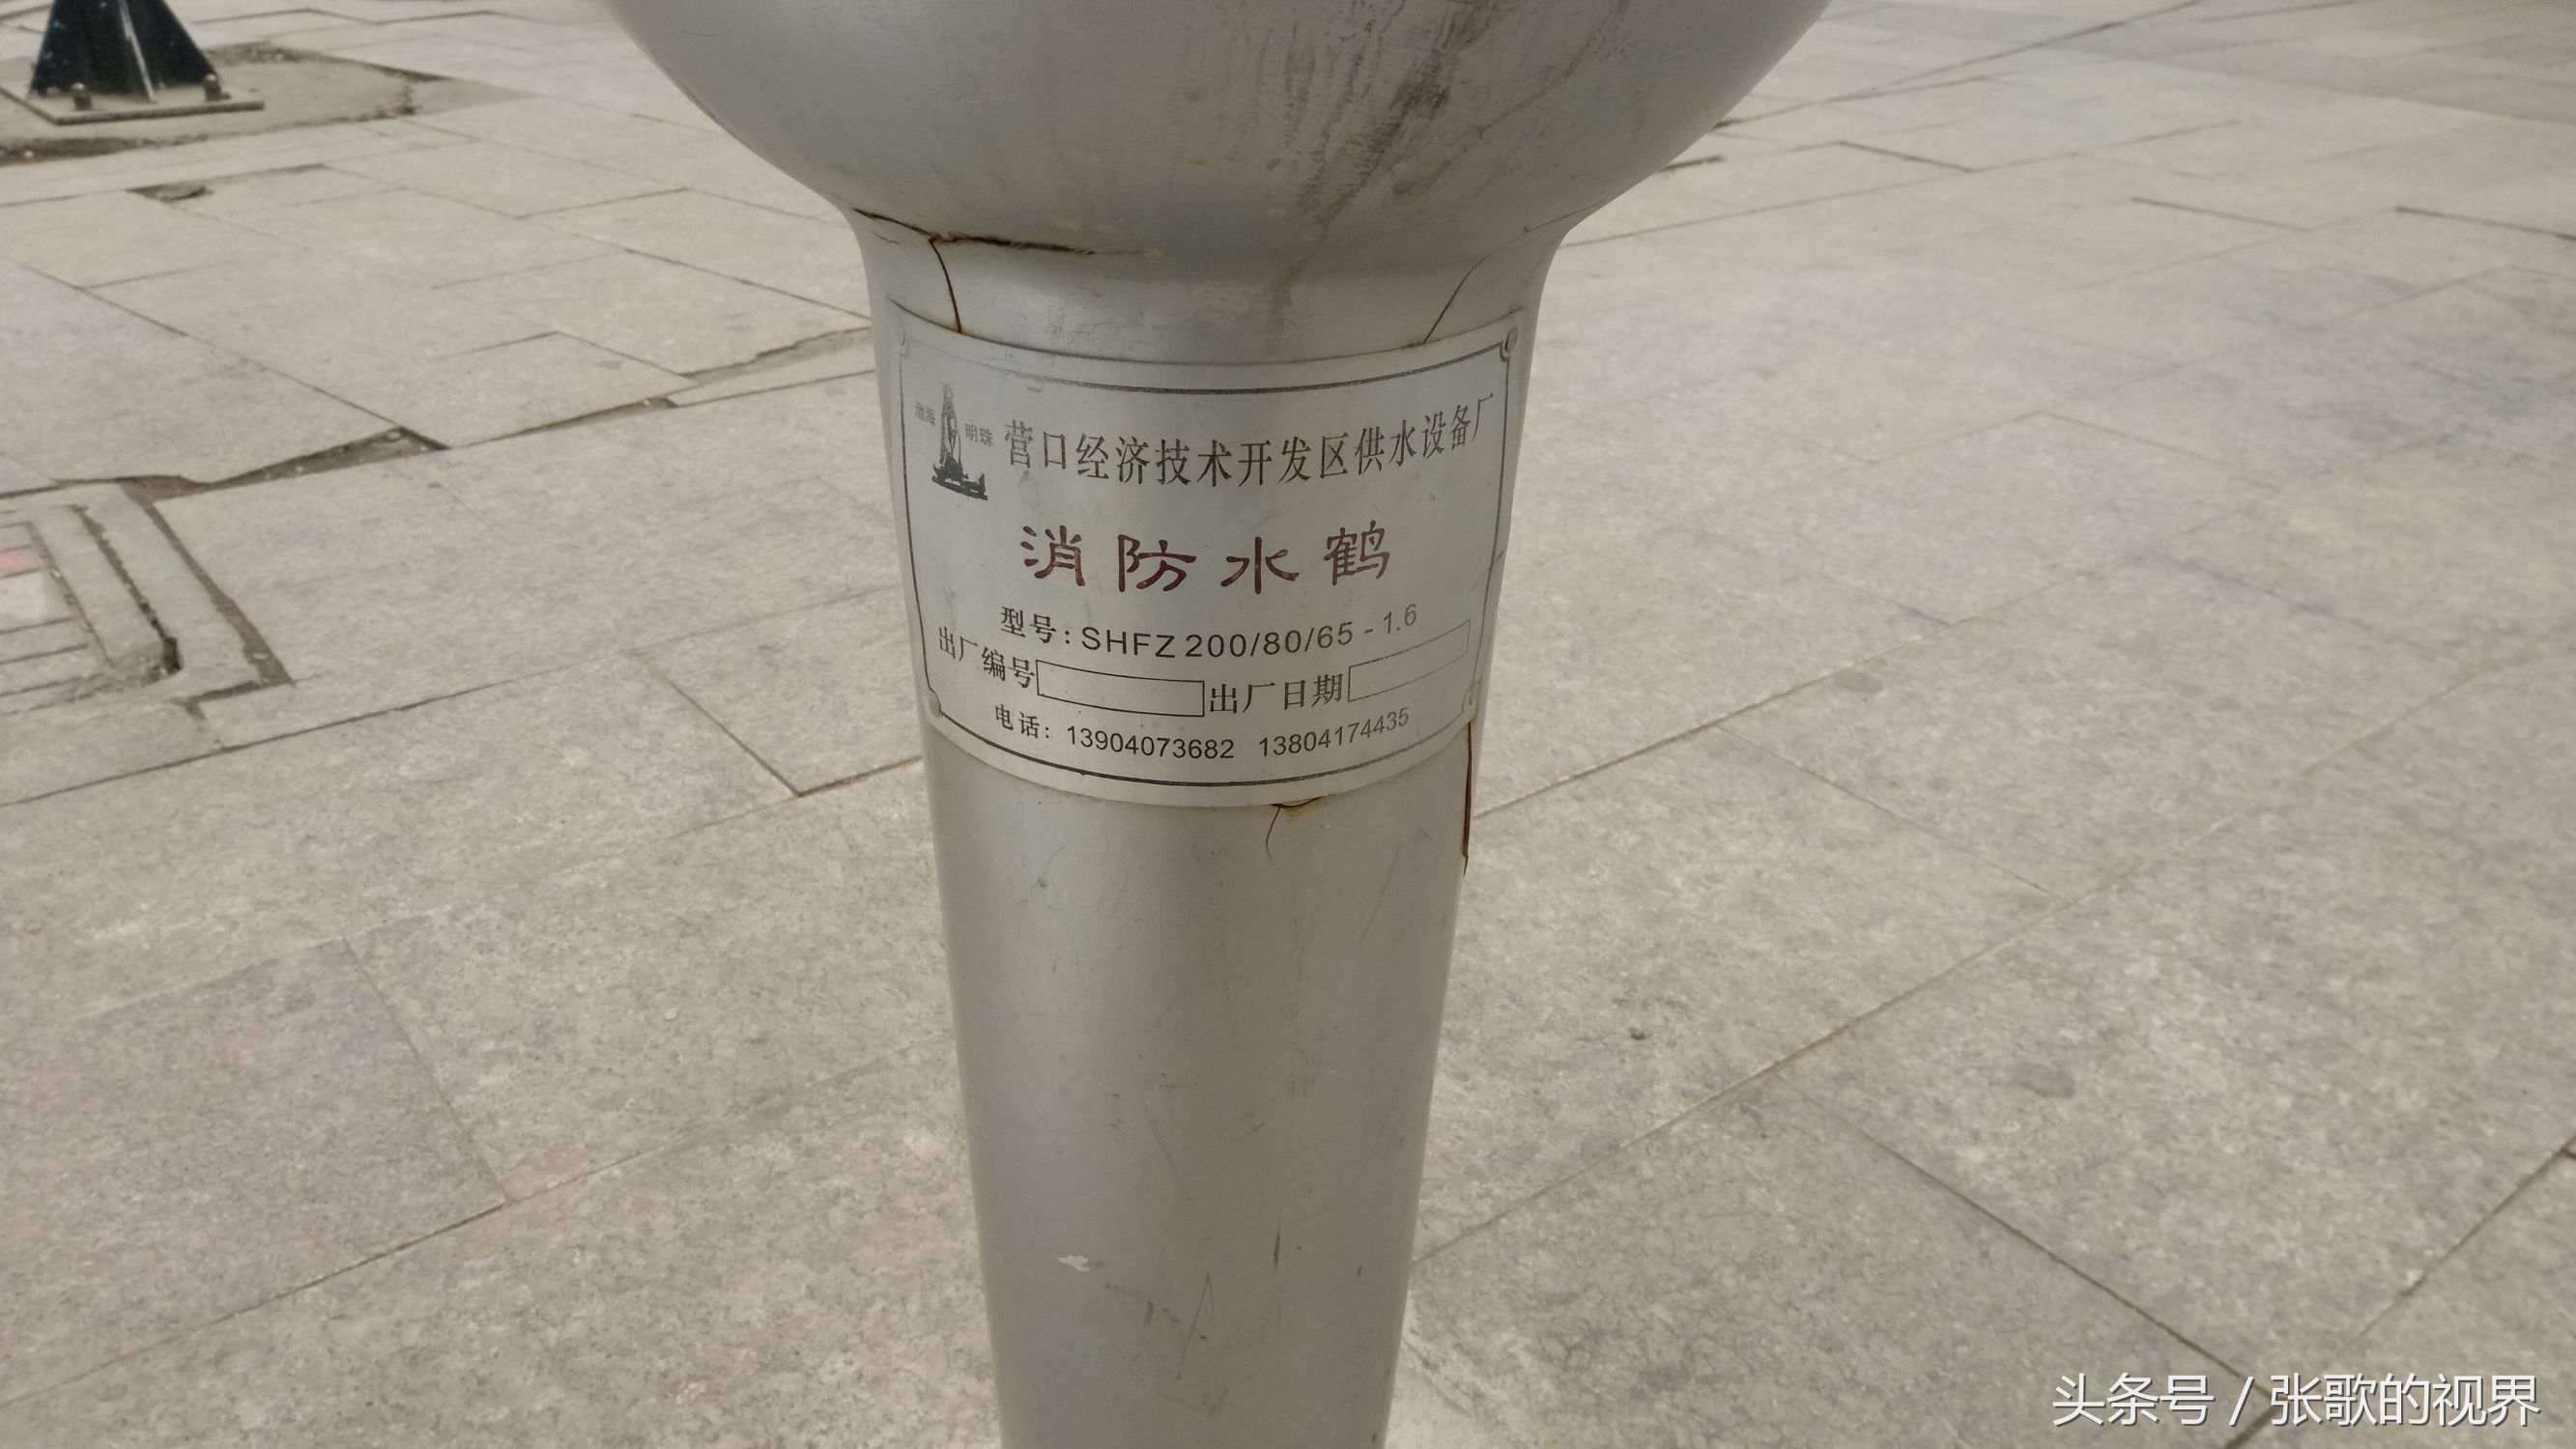 渤海 明珠
营口经济技术开发区供水设备厂
消防水鹤
型号：SHFZ 200/80/65-1.6
出厂编号 出厂日期
电话：13904073682 13804174435
头条号 / 张歌的视界